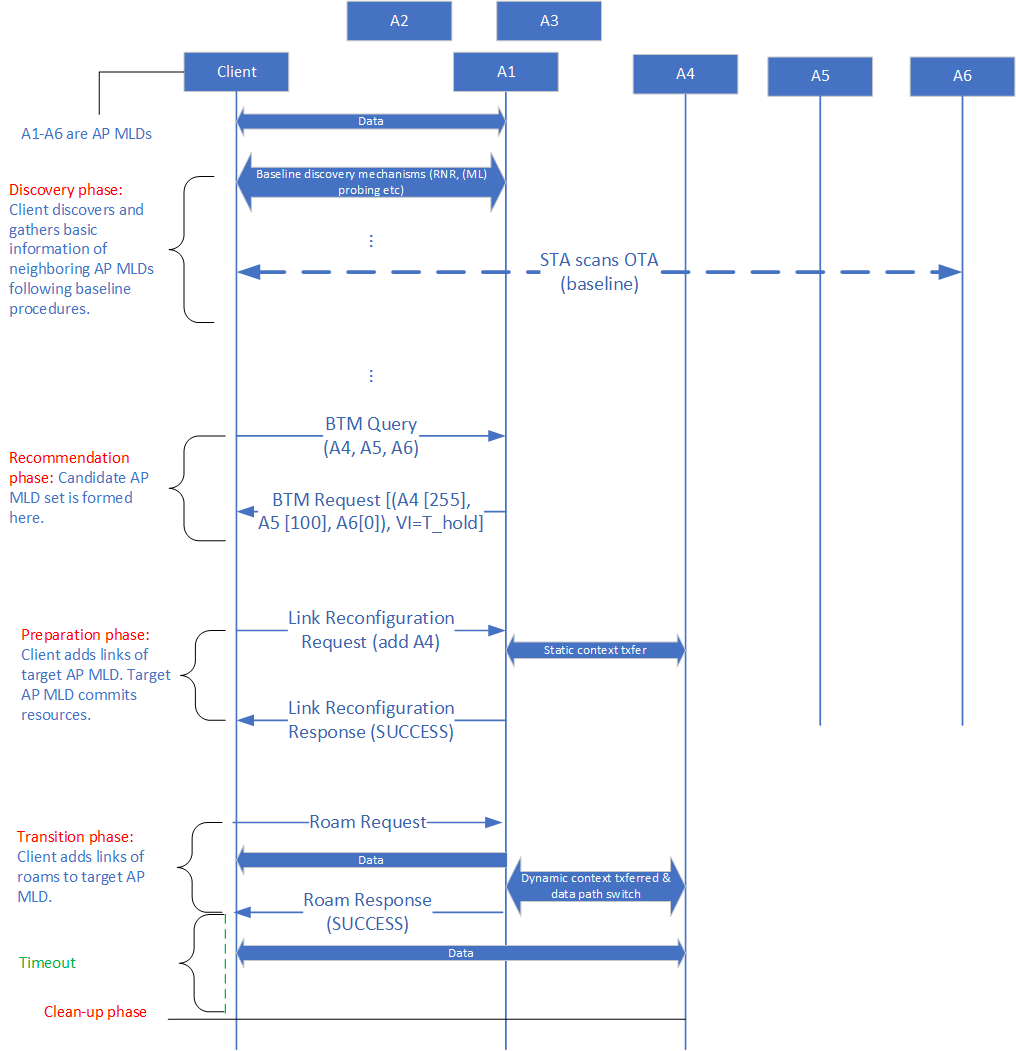 A2
A3
Client
A1
A4
A5
A6
A1-A6 are AP MLDs
Data
Baseline discovery mechanisms (RNR, (ML)
probing etc)
Discovery phase:
Client discovers and
gathers basic
information of
neighboring AP MLDs
following baseline
procedures.
...
STA scans OTA
(baseline)
...
BTM Query
(A4, A5, A6)
Recommendation
phase: Candidate AP
MLD set is formed
here.
BTM Request [(A4 [255],
A5 [100], A6[0]), VI=T_hold]
Preparation phase:
Client adds links of
target AP MLD. Target
AP MLD commits
resources.
Link Reconfiguration
Request (add A4)
Static context txfer
Link Reconfiguration
Response (SUCCESS)
Transition phase:
Client adds links of
roams to target AP
MLD.
Roam Request
Data
Dynamic context txferred &
data path switch
Roam Response
(SUCCESS)
Data
Timeout
Clean-up phase